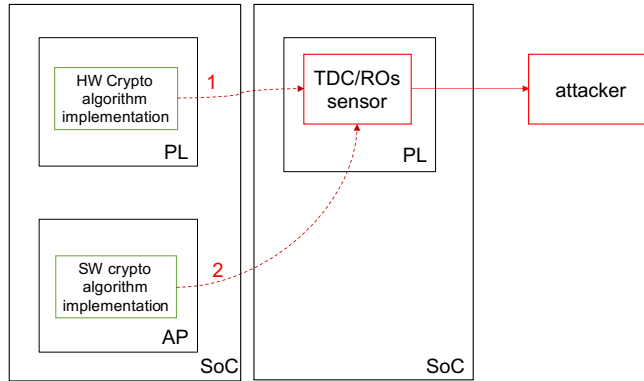 HW Crypto
algorithm
implementation
PL
1
TDC/ROs
sensor
PL
attacker
SW crypto
algorithm
implementation
AP
2
SoC
SoC